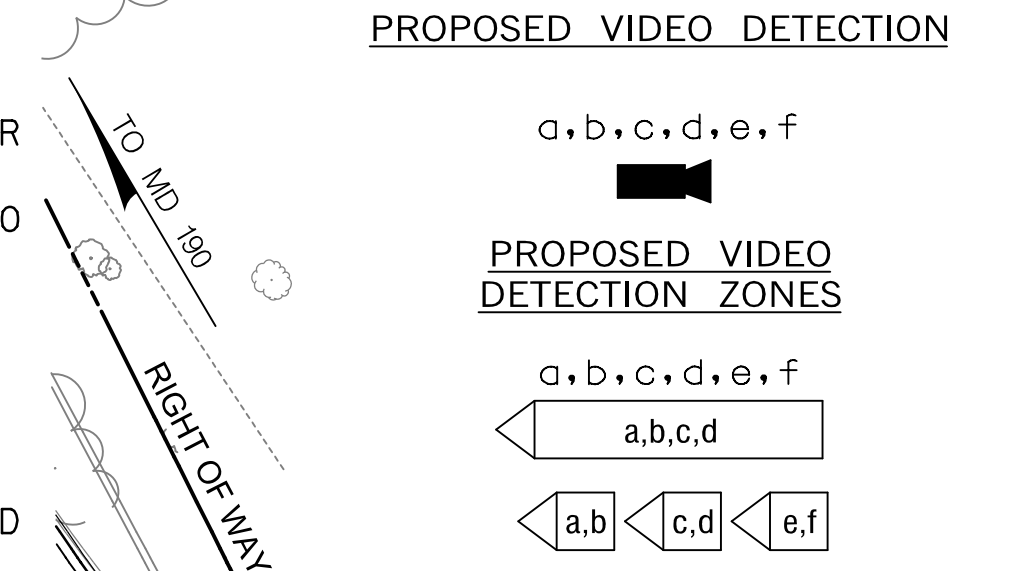 PROPOSED VIDEO DETECTION
a,b,c,d,e,f
PROPOSED VIDEO
DETECTION ZONES
a,b,c,d,e,f
a,b,c,d
a,b
c,d
e,f
R
O
D
TO MD 190
RIGHT OF WAY